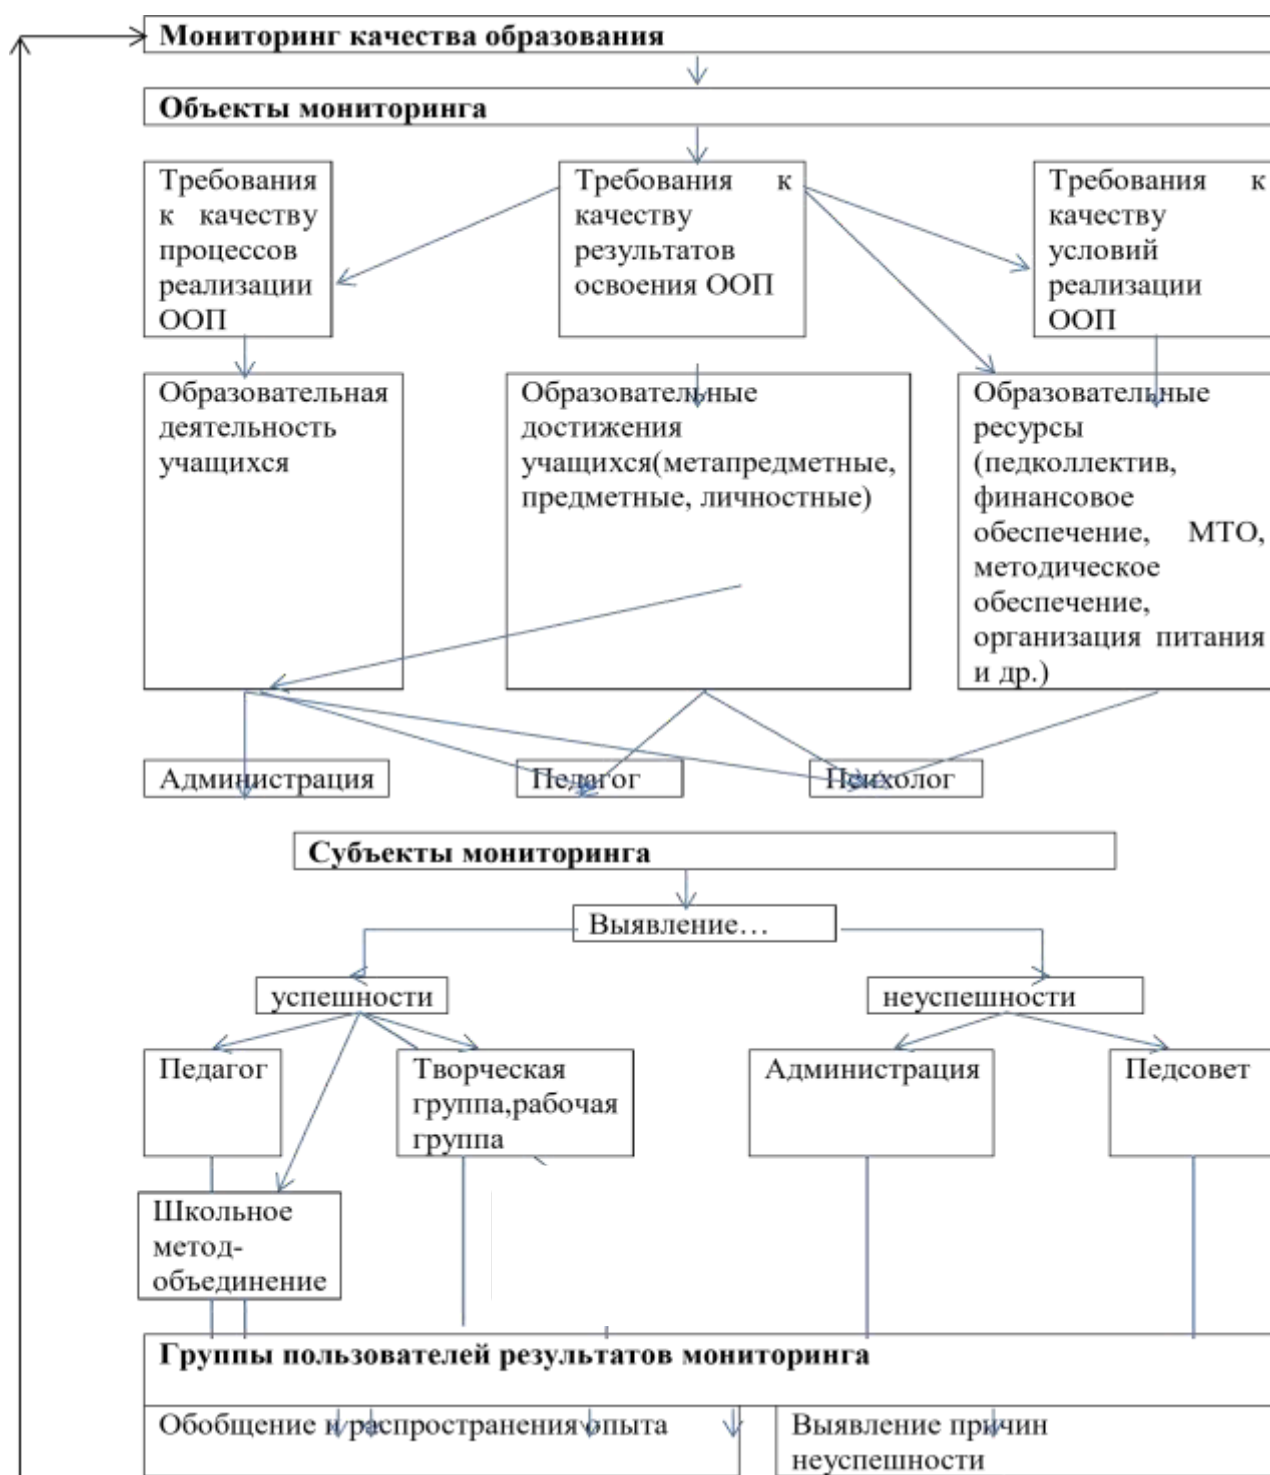 Мониторинг качества образования
Объекты мониторинга
Требования
к качеству
процессов
реализации
ООП
Требования к
качеству
результатов
освоения ООП
Требования к
качеству
условий
реализации
ООП
Образовательная
деятельность
учащихся
Образовательные
достижения
учащихся(метапредметные,
предметные, личностные)
Образовательные
ресурсы
(педколлектив,
финансовое
обеспечение, МТО,
методическое
обеспечение,
организация питания
и др.)
Администрация
Педагог
Психолог
Субъекты мониторинга
Выявление…
успешности
неуспешности
Педагог
Творческая
группа,рабочая
группа
Администрация
Педсовет
Школьное
метод-
объединение
Группы пользователей результатов мониторинга
Обобщение и распространения опыта
Выявление причин
неуспешности